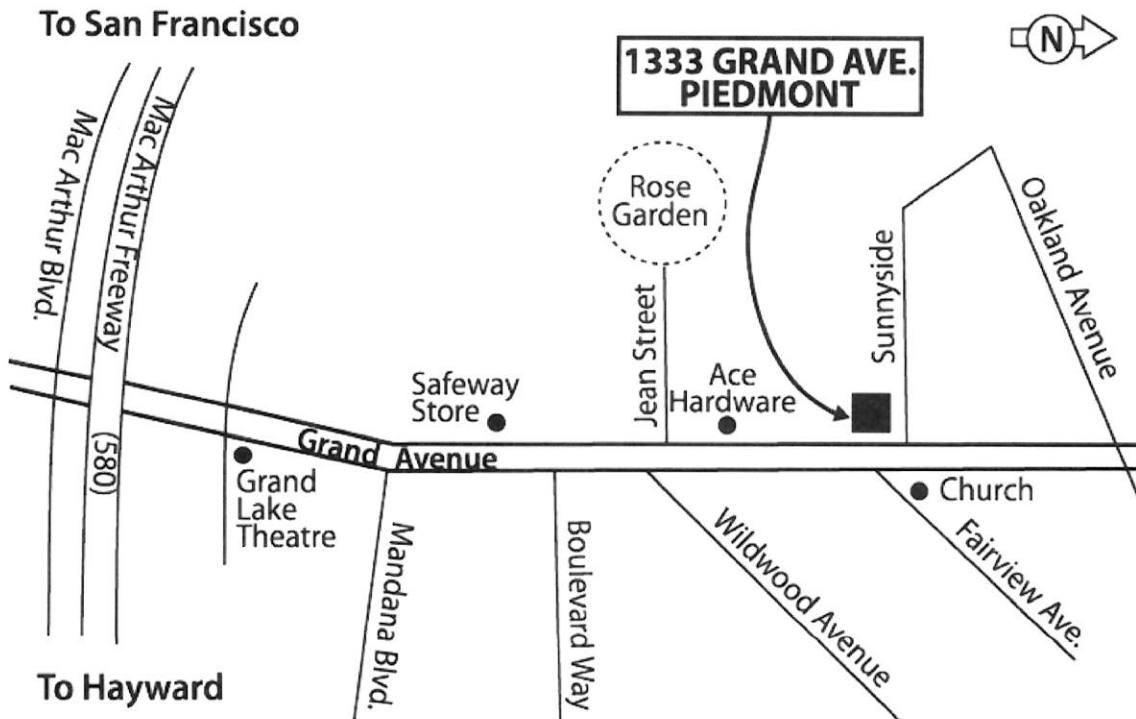 To San Francisco
N
1333 GRAND AVE.
PIEDMONT
Mac Arthur Blvd.
Mac Arthur Freeway
(580)
Rose
Garden
Oakland Avenue
Sunnyside
Jean Street
Safeway
Store
Ace
Hardware
Grand Avenue
Grand
Lake
Theatre
Church
Mandana Blvd.
Boulevard Way
Wildwood Avenue
Fairview Ave.
To Hayward